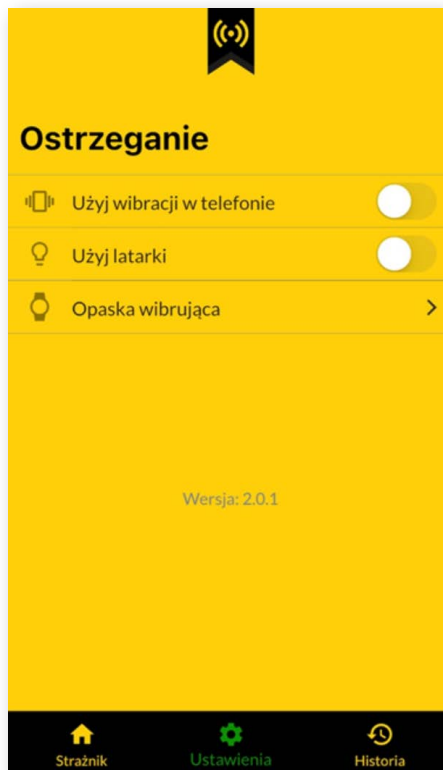 Ostrzeganie
Użyj wibracji w telefonie
Użyj latarki
Opaska wibrująca
Wersja: 2.0.1
Strażnik
Ustawienia
Historia